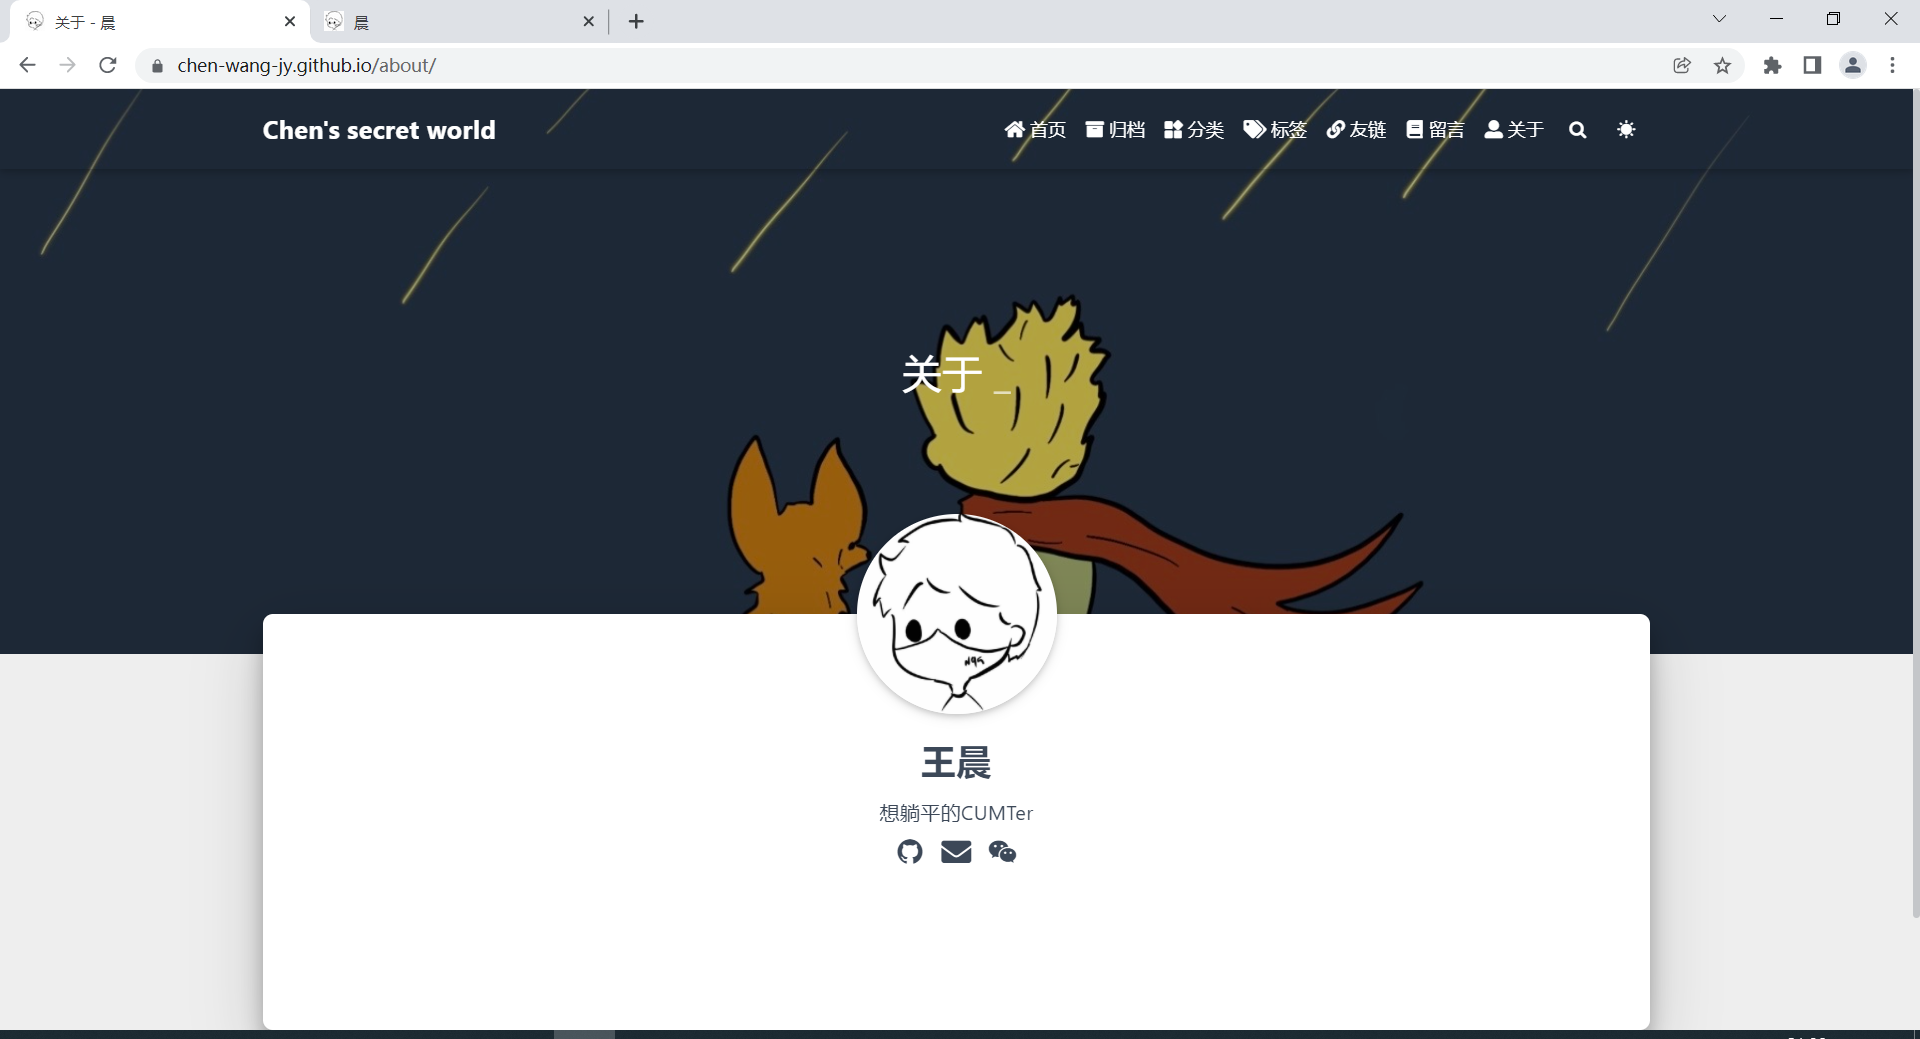 关于 - 晨
晨
chen-wang-jy.github.io/about/
Chen's secret world
首页 归档 分类 标签 友链 留言 关于
关于 _
王晨
想躺平的CUMTer